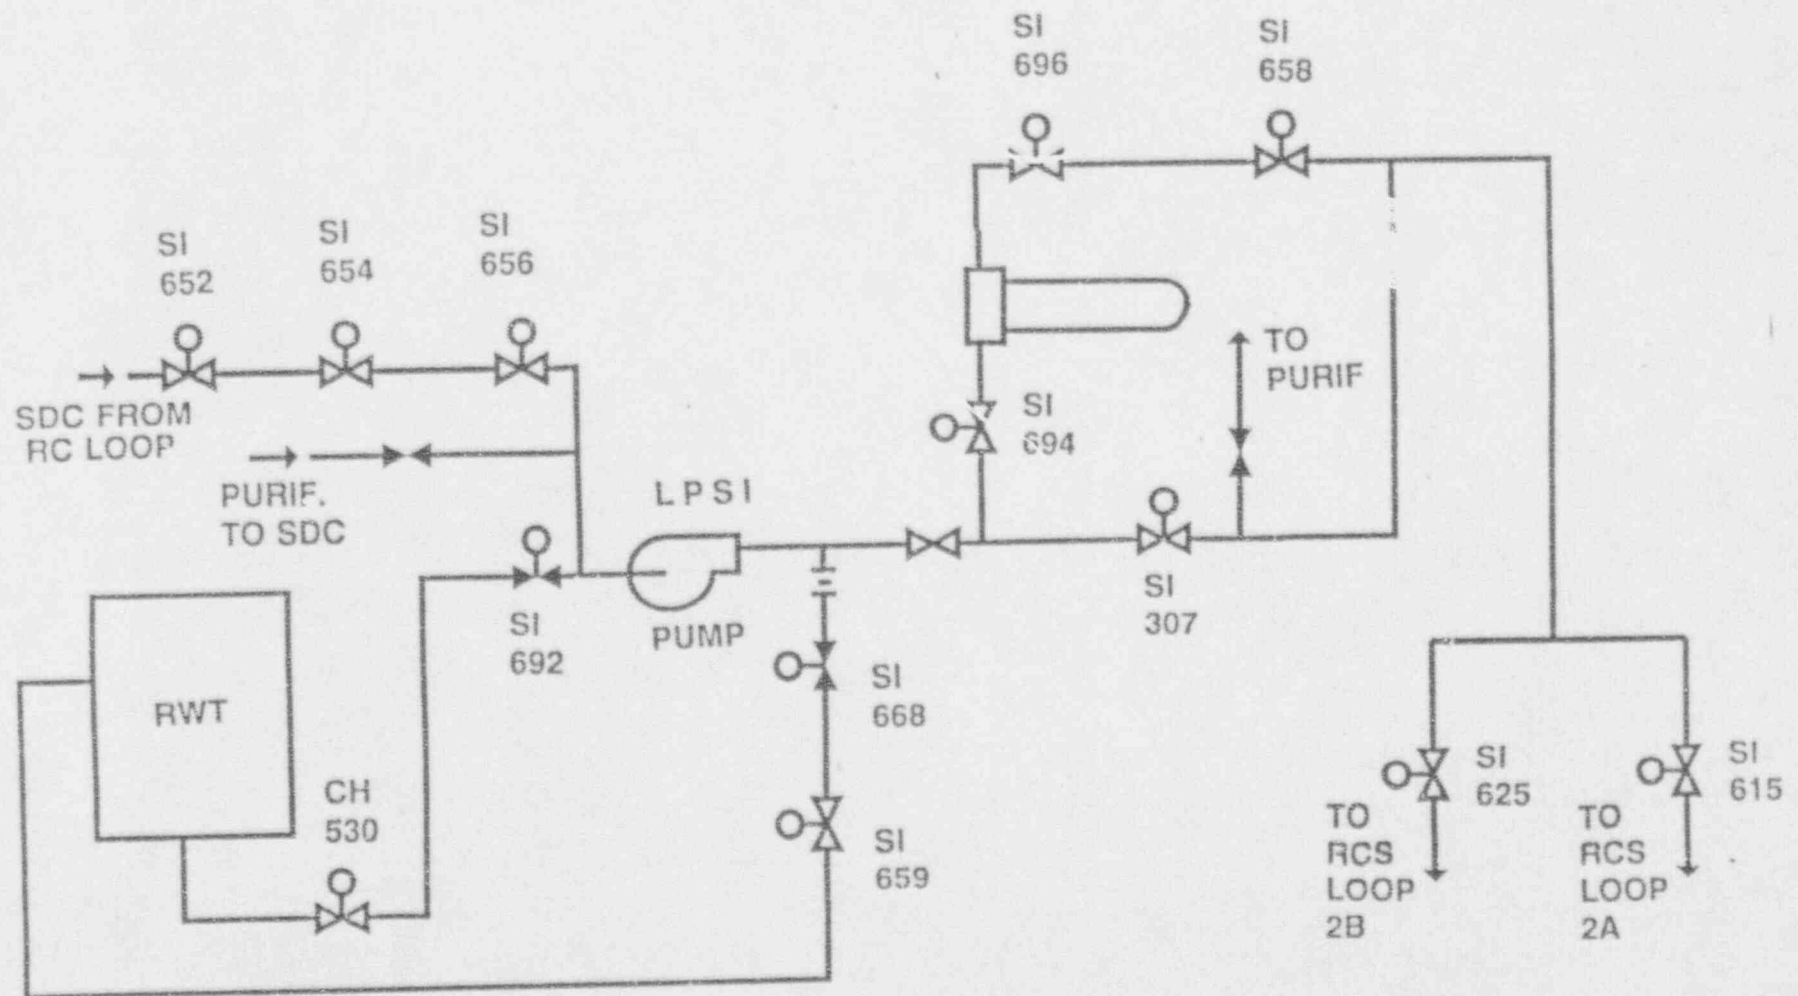 SI
696
SI
658
SI
652
SI
654
SI
656
SDC FROM
RC LOOP
PURIF.
TO SDC
TO
PURIF
SI
694
LPSI
PUMP
SI
692
SI
307
RWT
CH
530
SI
668
SI
659
SI
625
SI
615
TO
RCS
LOOP
2B
TO
RCS
LOOP
2A